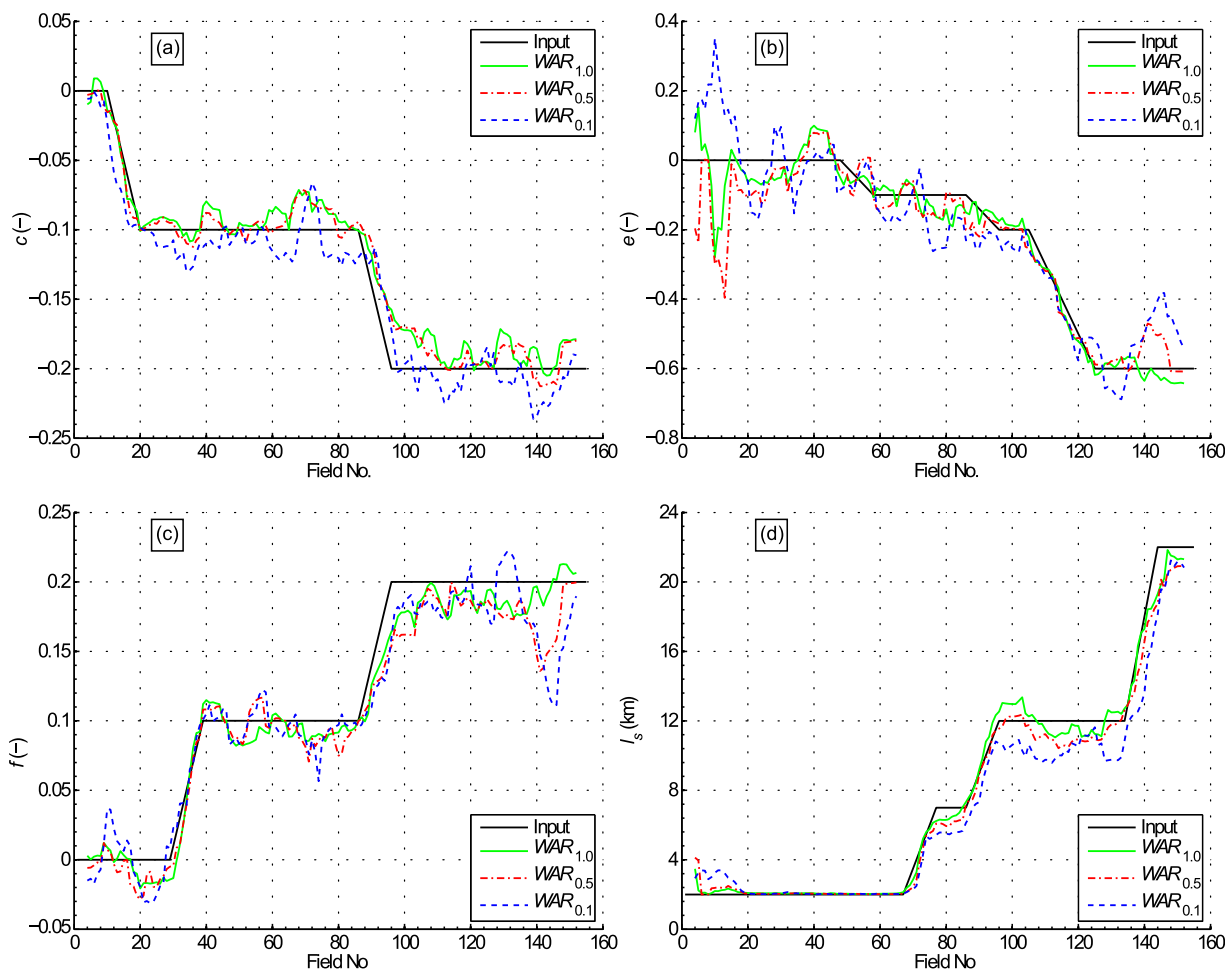 0.05
0
−0.05
−0.1
−0.15
−0.2
−0.25
c (−)
(a)
Input
WAR1.0
WAR0.5
WAR0.1
0 20 40 60 80 100 120 140 160
Field No.
0.4
0.2
0
−0.2
−0.4
−0.6
−0.8
e (−)
(b)
Input
WAR1.0
WAR0.5
WAR0.1
0 20 40 60 80 100 120 140 160
Field No.
0.25
0.2
0.15
0.1
0.05
0
−0.05
f (−)
(c)
Input
WAR1.0
WAR0.5
WAR0.1
0 20 40 60 80 100 120 140 160
Field No
24
20
16
12
8
4
0
ls (km)
(d)
Input
WAR1.0
WAR0.5
WAR0.1
0 20 40 60 80 100 120 140 160
Field No